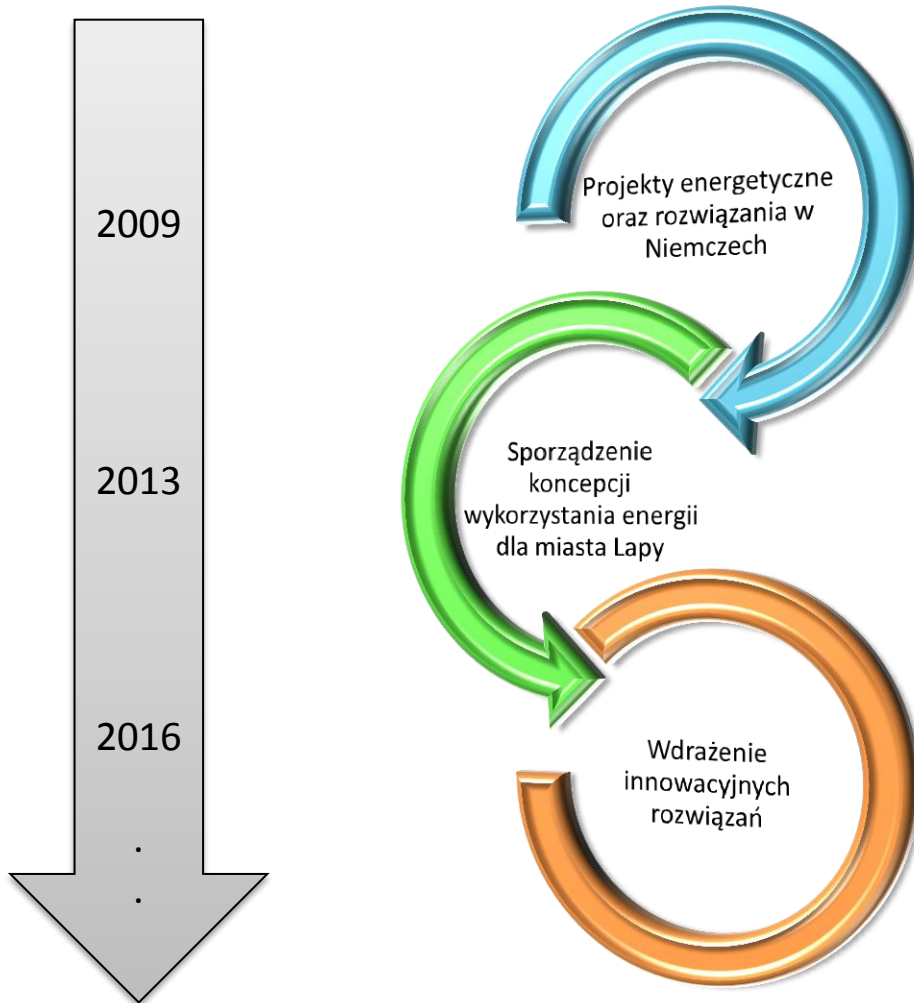 2009
Projekty energetyczne
oraz rozwiązania w
Niemczech
2013
Sporządzenie
koncepcji
wykorzystania energii
dla miasta Lapy
2016
Wdrażenie
innowacyjnych
rozwiązań
.
.